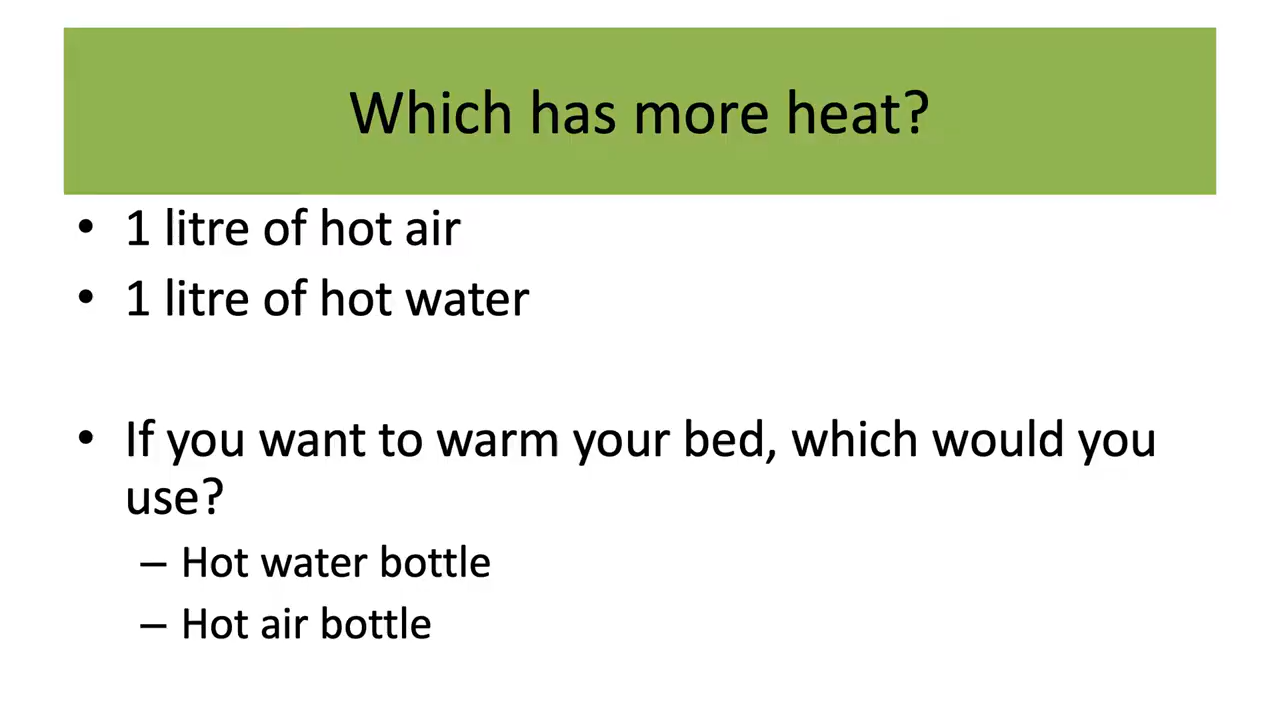 Which has more heat?
• 1 litre of hot air
• 1 litre of hot water
• If you want to warm your bed, which would you
use?
– Hot water bottle
– Hot air bottle